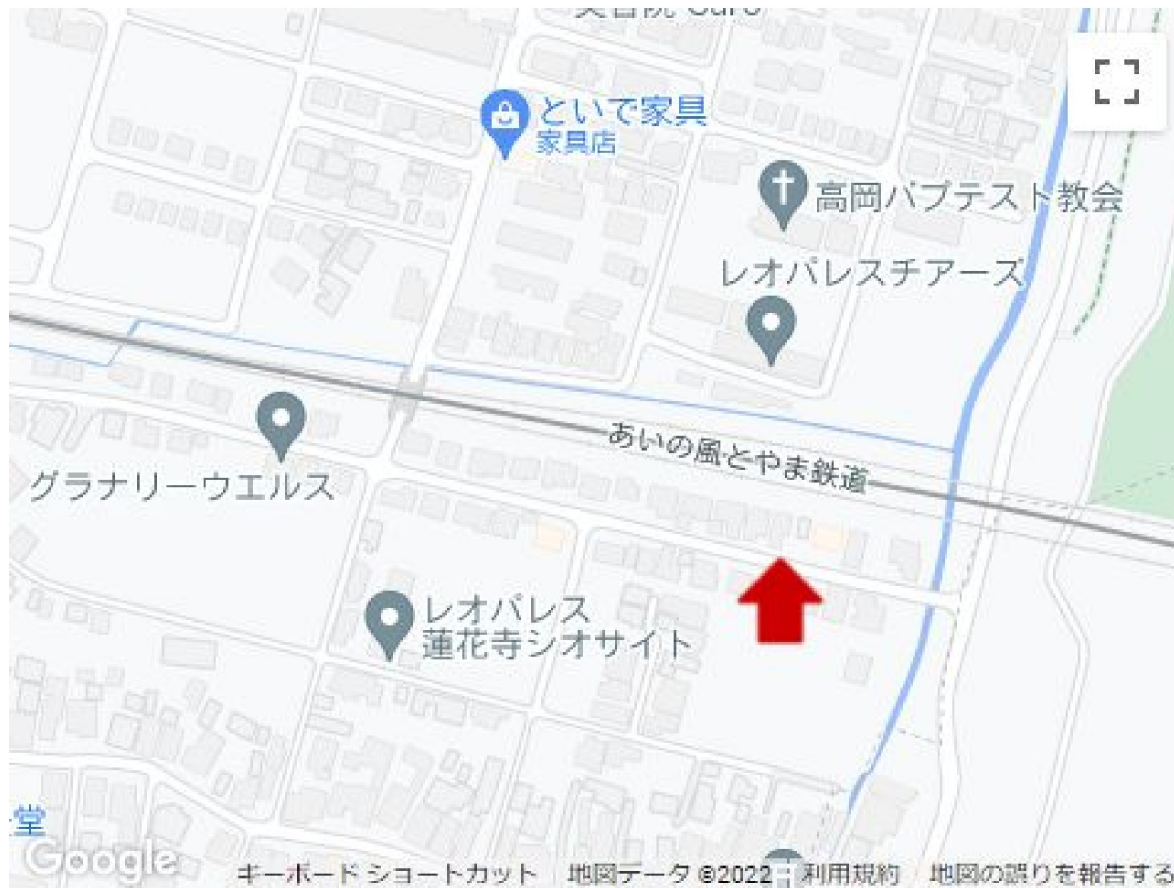 といで家具
家具店
高岡バプテスト教会
レオパレスチアーズ
あいの風とやま鉄道
グラナリーウエルス
レオパレス
蓮花寺シオサイト
堂
Google
キーボード ショートカット
地図データ ©2022
利用規約
地図の誤りを報告する